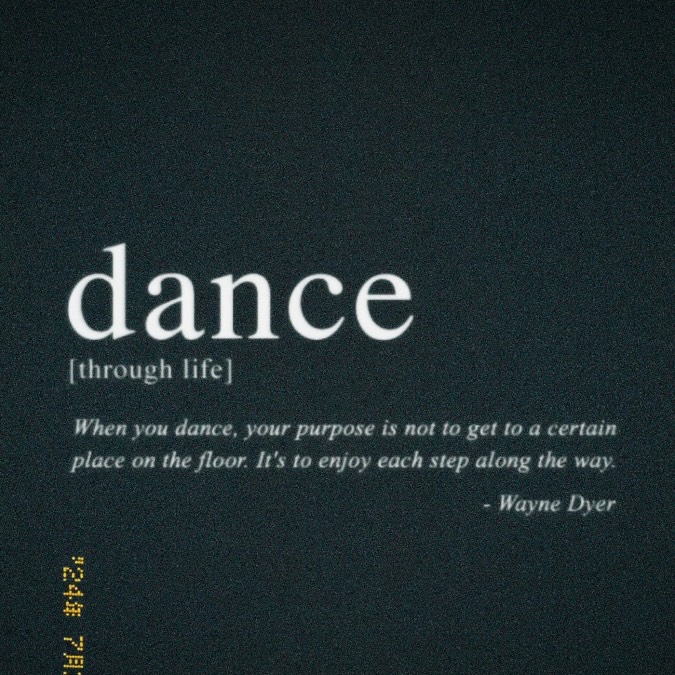 dance
[through life]
When you dance, your purpose is not to get to a certain
place on the floor. It's to enjoy each step along the way.
- Wayne Dyer
"24年 7月